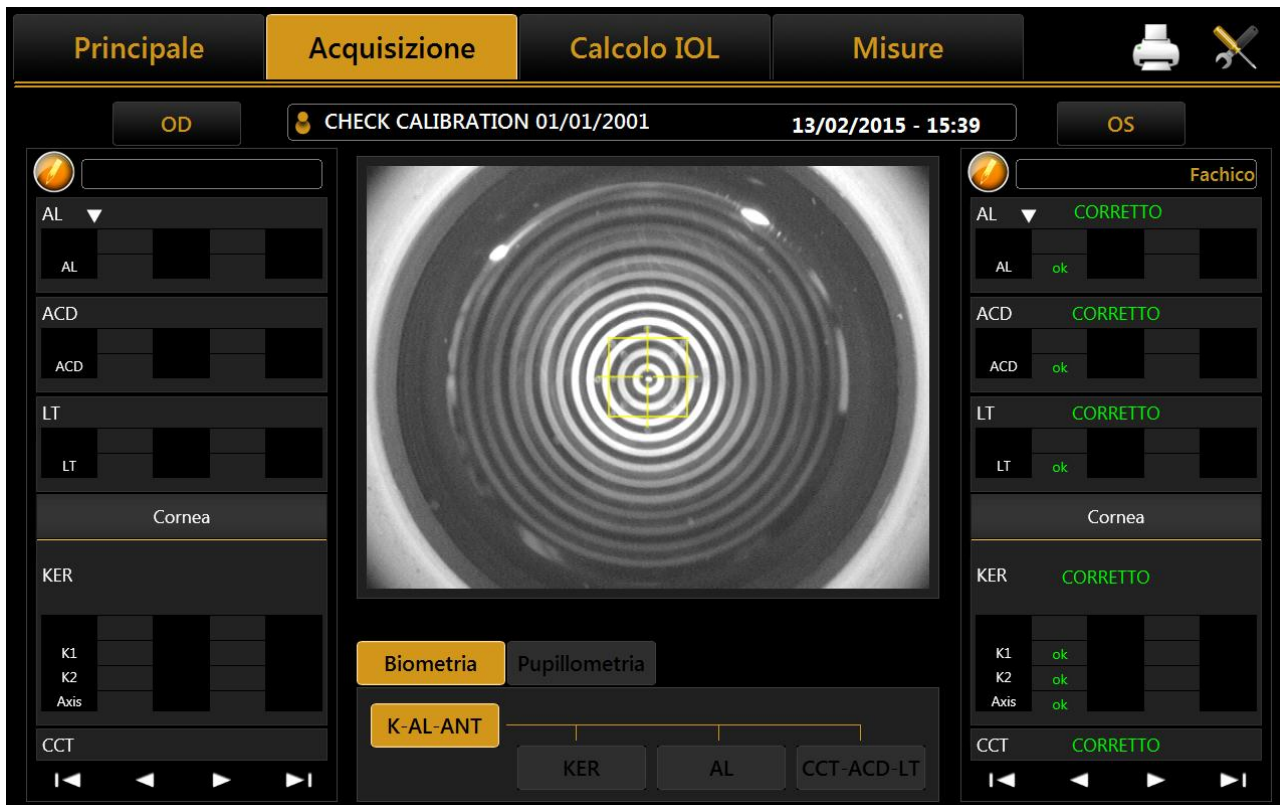 Principale Acquisizione Calcolo IOL Misure
OD CHECK CALIBRATION 01/01/2001 13/02/2015 - 15:39 OS
AL
AL
ACD
ACD
LT
LT
Cornea
KER
K1
K2
Axis
CCT
Biometria Pupillometria
K-AL-ANT
KER AL CCT-ACD-LT
Fachico
AL CORRETTO
AL ok
ACD CORRETTO
ACD ok
LT CORRETTO
LT ok
Cornea
KER CORRETTO
K1 ok
K2 ok
Axis ok
CCT CORRETTO